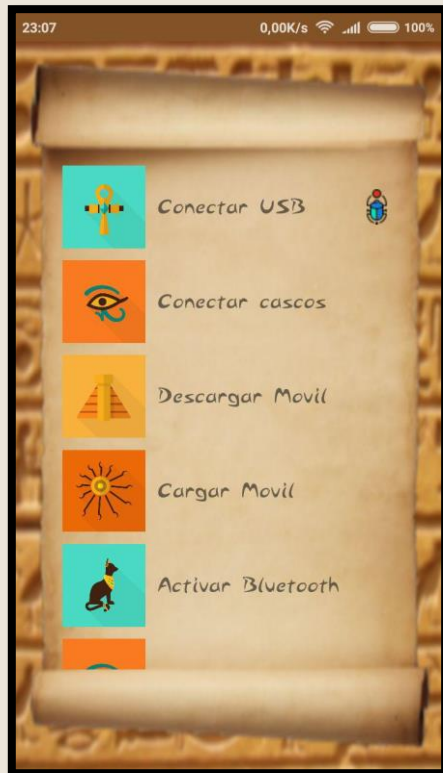 23:07 0,00K/s 100%
Conectar USB
Conectar cascos
Descargar Movil
Cargar Movil
Activar Bluetooth